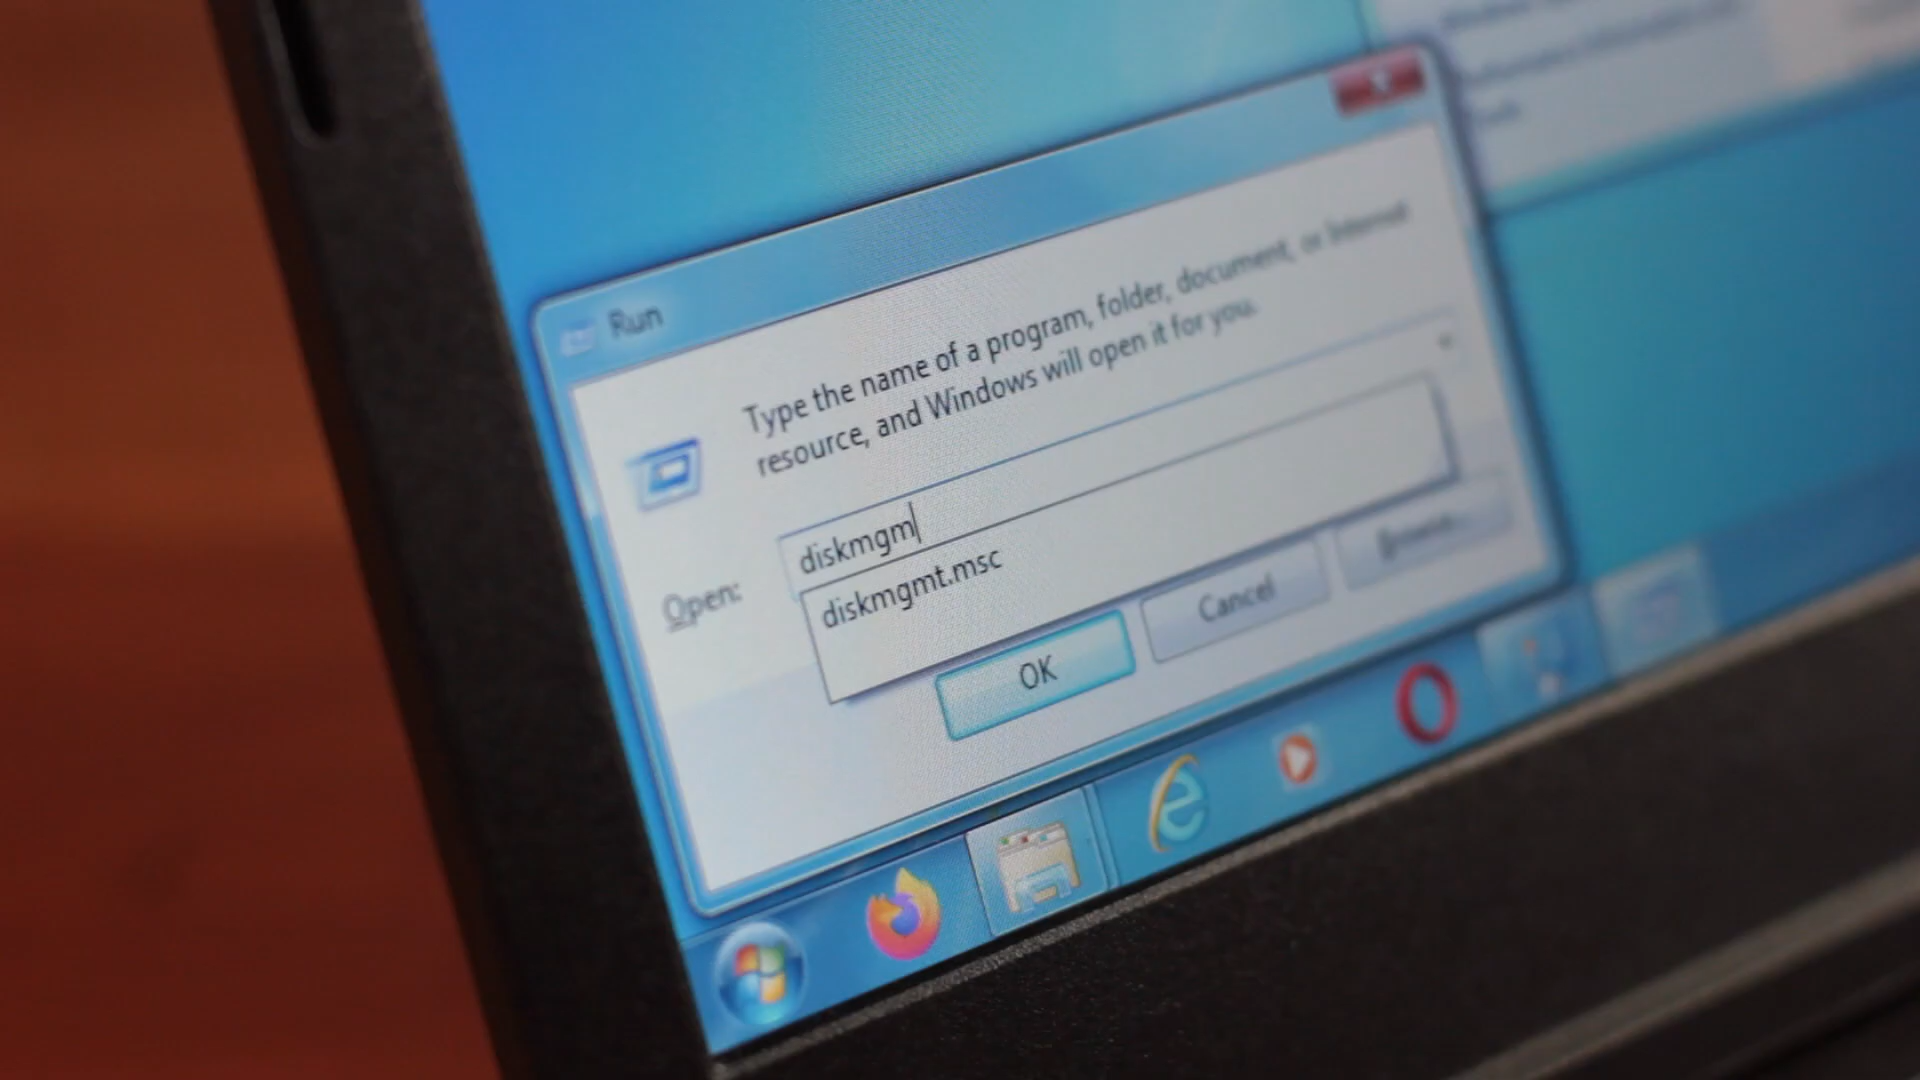 Run
Type the name of a program, folder, document, or Internet
resource, and Windows will open it for you.
Open:
diskmgm
diskmgmt.msc
OK
Cancel
Browse...